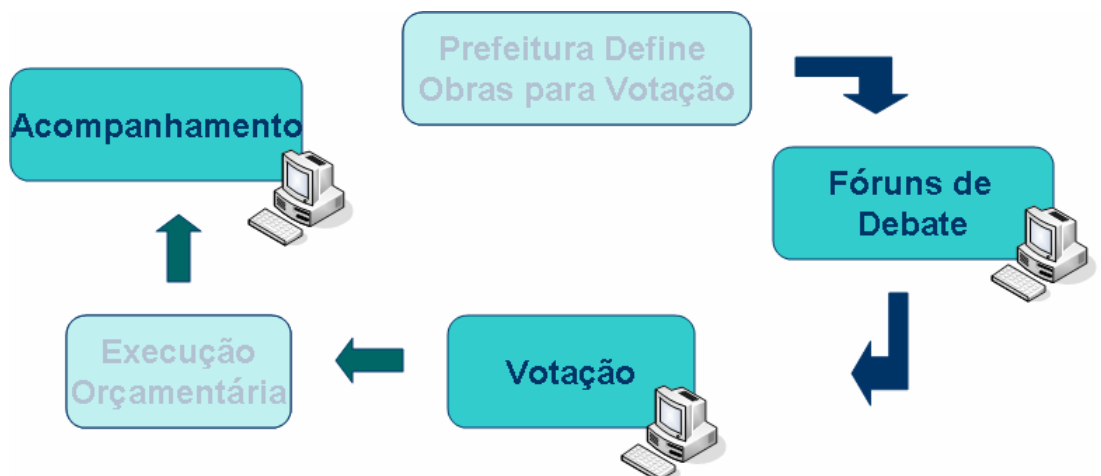 Prefeitura Define
Obras para Votação
Acompanhamento
Fóruns de
Debate
Execução
Orçamentária
Votação